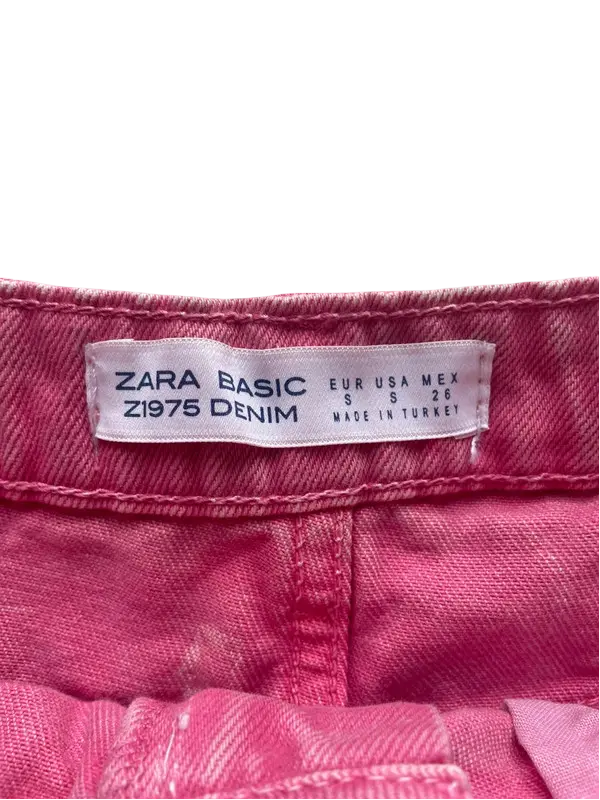 ZARA BASIC
Z1975 DENIM
EUR USA MEX
S S 26
MADE IN TURKEY